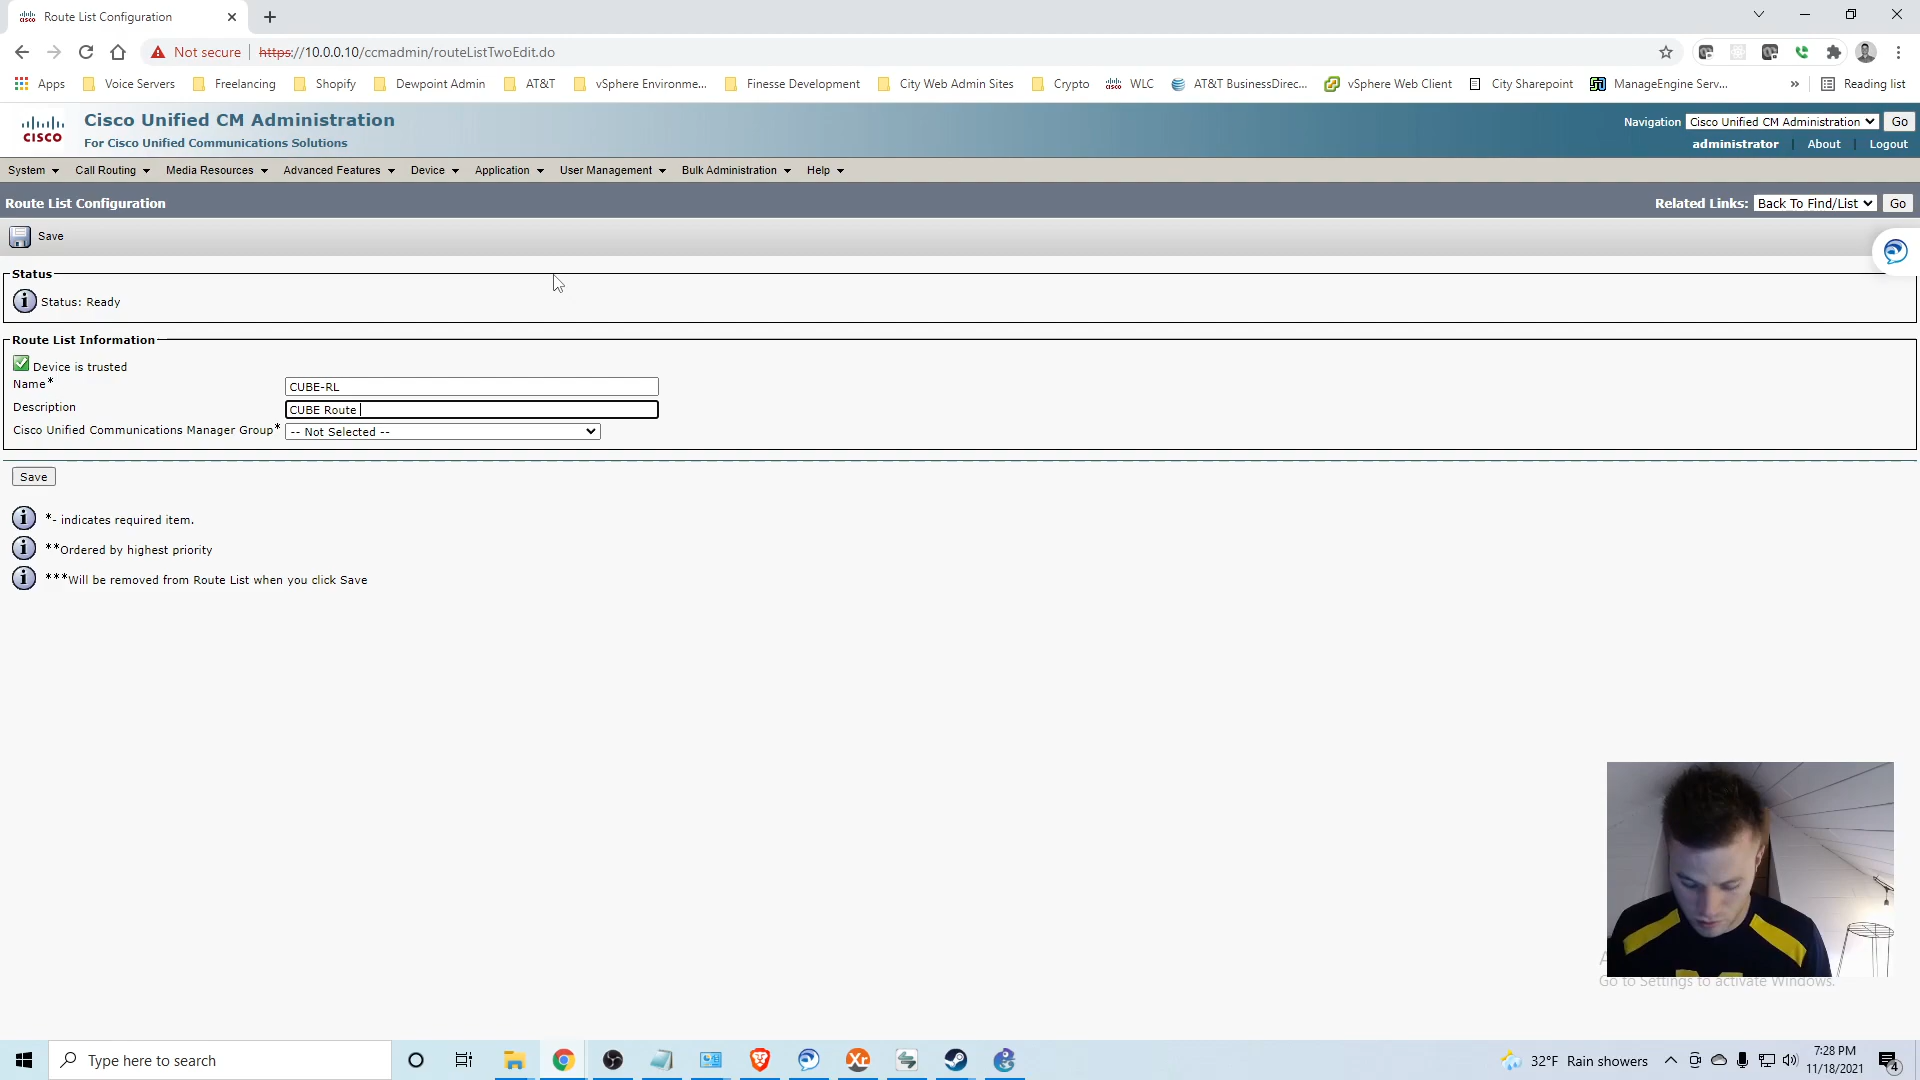 Route List Configuration
Not secure
https://10.0.0.10/ccmadmin/routeListTwoEdit.do
Apps
Voice Servers
Freelancing
Shopify
Dewpoint Admin
AT&T
vSphere Environme...
Finesse Development
City Web Admin Sites
Crypto
WLC
AT&T BusinessDirec...
vSphere Web Client
City Sharepoint
ManageEngine Serv...
»
Reading list
CISCO
Cisco Unified CM Administration
For Cisco Unified Communications Solutions
Navigation
Cisco Unified CM Administration
Go
administrator | About | Logout
System
Call Routing
Media Resources
Advanced Features
Device
Application
User Management
Bulk Administration
Help
Route List Configuration
Related Links:
Back To Find/List
Go
Save
Status
Status: Ready
Route List Information
Device is trusted
Name*
CUBE-RL
Description
CUBE Route
Cisco Unified Communications Manager Group*
-- Not Selected --
Save
*- indicates required item.
**Ordered by highest priority
***Will be removed from Route List when you click Save
Go to Settings to activate Windows.
Type here to search
32°F Rain showers
7:28 PM
11/18/2021
4